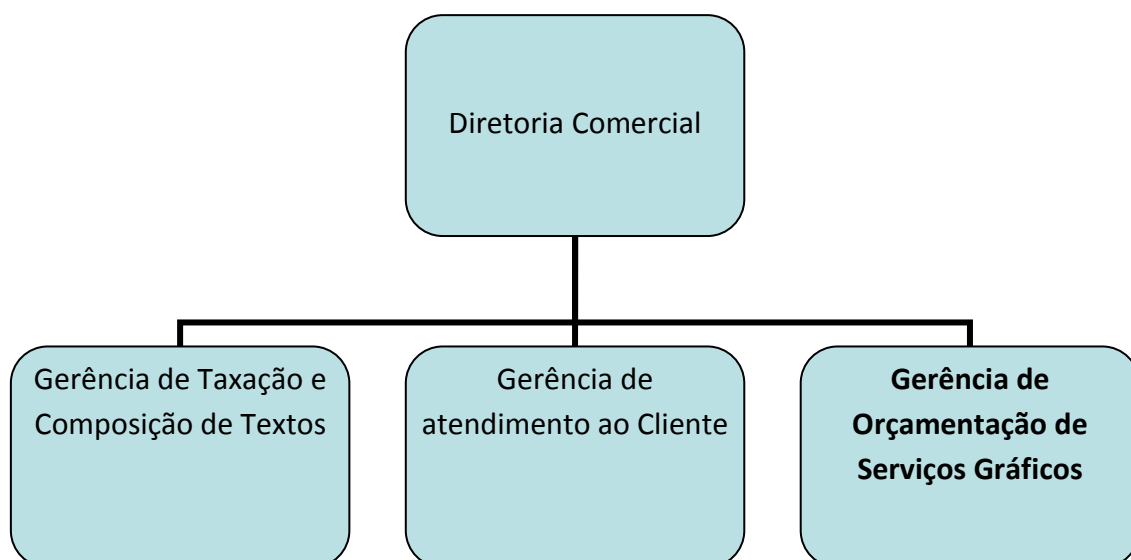 Diretoria Comercial
Gerência de Taxação e
Composição de Textos
Gerência de
atendimento ao Cliente
Gerência de
Orçamentação de
Serviços Gráficos